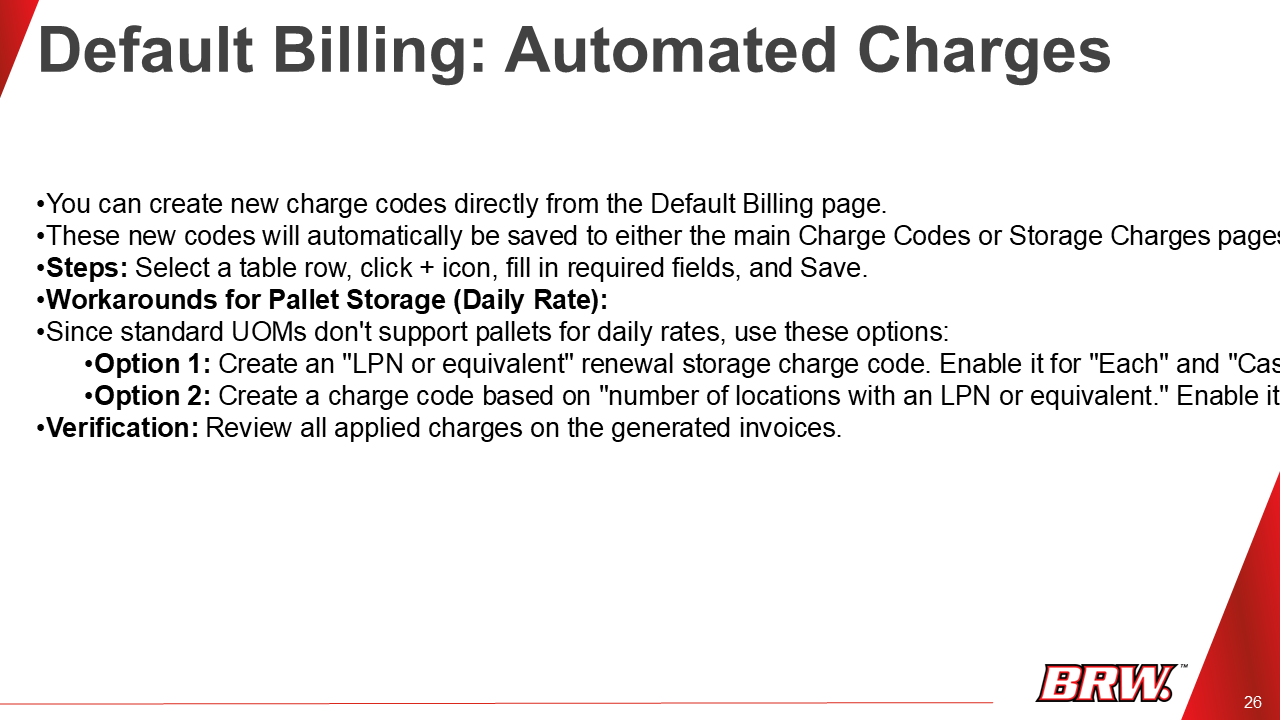 Default Billing: Automated Charges
•You can create new charge codes directly from the Default Billing page.
•These new codes will automatically be saved to either the main Charge Codes or Storage Charges pages
•Steps: Select a table row, click + icon, fill in required fields, and Save.
•Workarounds for Pallet Storage (Daily Rate):
•Since standard UOMs don't support pallets for daily rates, use these options:
•Option 1: Create an "LPN or equivalent" renewal storage charge code. Enable it for "Each" and "Cas
•Option 2: Create a charge code based on "number of locations with an LPN or equivalent." Enable it
•Verification: Review all applied charges on the generated invoices.
BRW.™
26